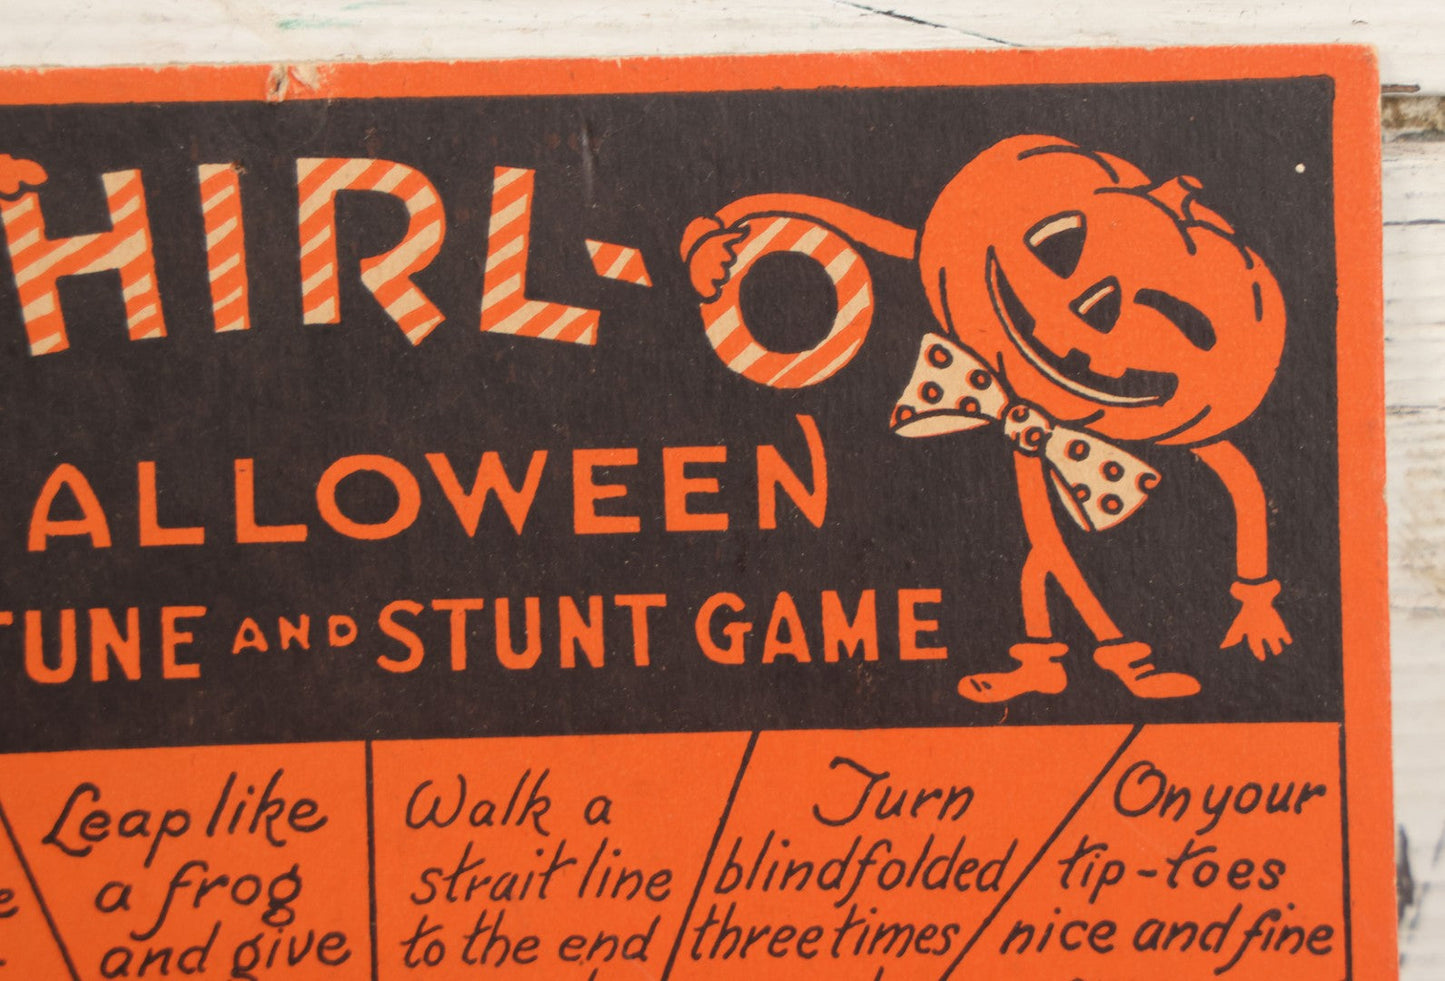 HIRL-O
ALLOWEEN
TUNE AND STUNT GAME
Leap like
a frog
and give
Walk a
strait line
to the end
Turn
blindfolded
three times
On your
tip-toes
nice and fine